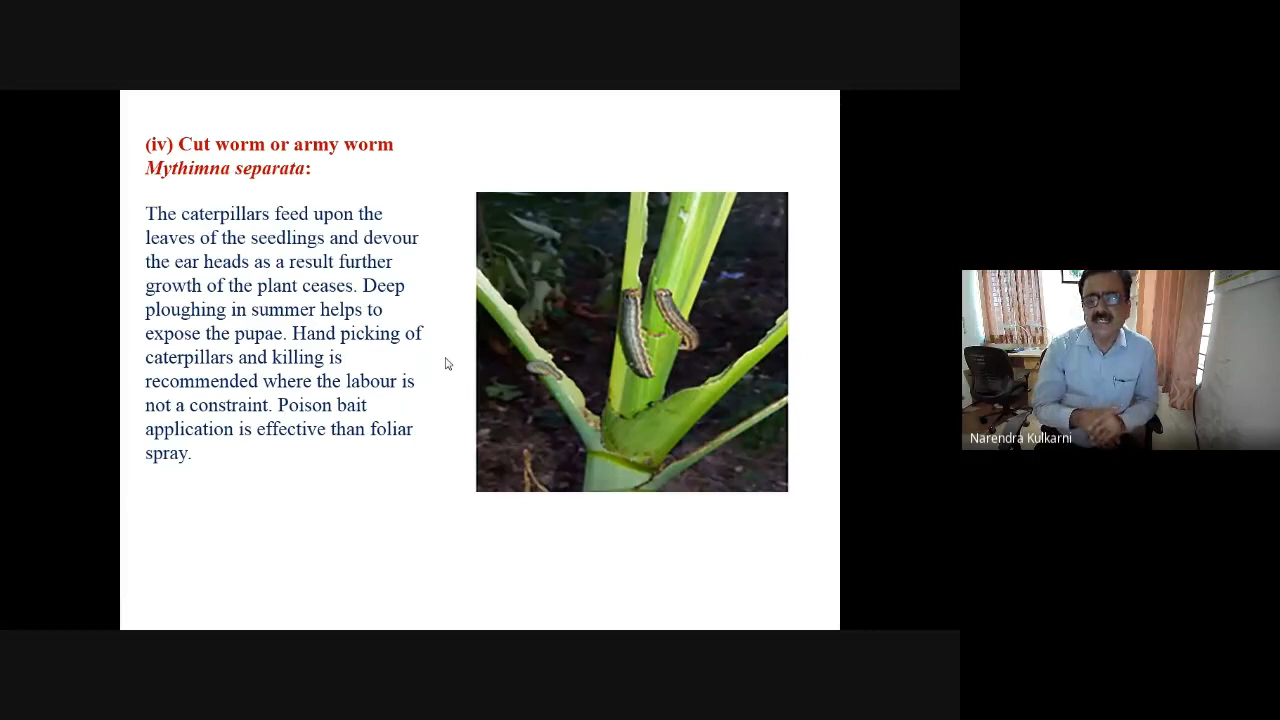 (iv) Cut worm or army worm
Mythimna separata:
The caterpillars feed upon the
leaves of the seedlings and devour
the ear heads as a result further
growth of the plant ceases. Deep
ploughing in summer helps to
expose the pupae. Hand picking of
caterpillars and killing is
recommended where the labour is
not a constraint. Poison bait
application is effective than foliar
spray.
Narendra Kulkarni